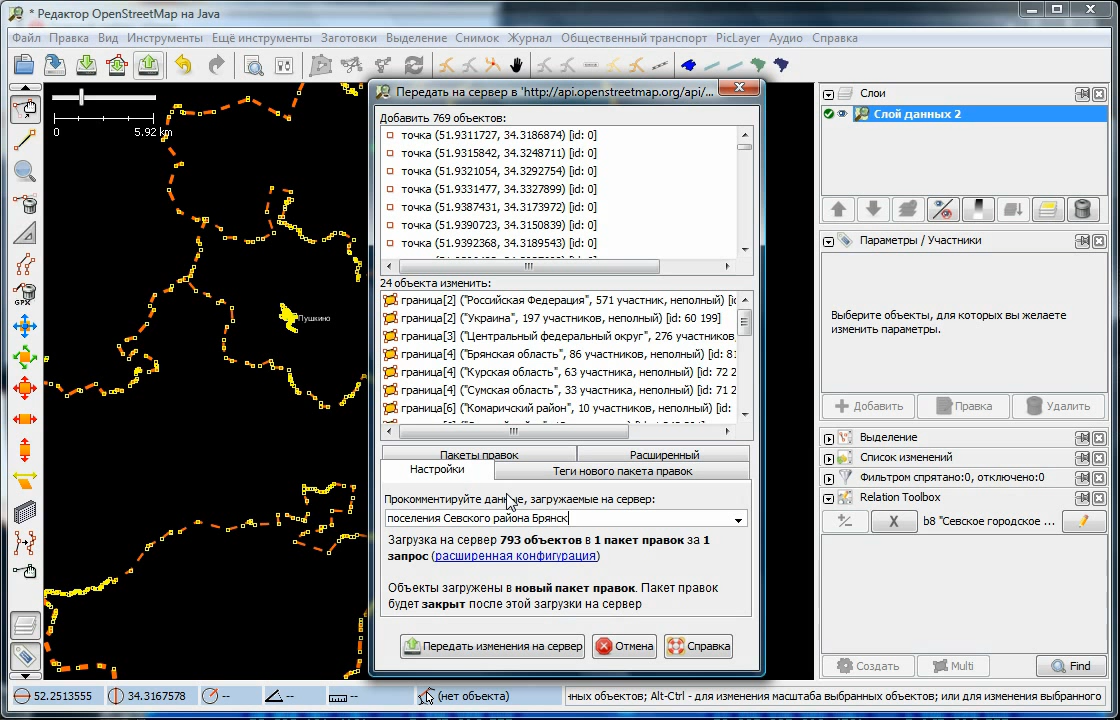 * Редактор OpenStreetMap на Java
Файл Правка Вид Инструменты Ещё инструменты Заготовки Выделение Снимок Журнал Общественный транспорт PicLayer Аудио Справка
0 5.92 km
Пушкино
Передать на сервер в 'http://api.openstreetmap.org/api/...
Добавить 769 объектов:
точка (51.9311727, 34.3186874) [id: 0]
точка (51.9315842, 34.3248711) [id: 0]
точка (51.9321054, 34.3292754) [id: 0]
точка (51.9331477, 34.3327899) [id: 0]
точка (51.9387431, 34.3173972) [id: 0]
точка (51.9390723, 34.3150839) [id: 0]
точка (51.9392368, 34.3189543) [id: 0]
24 объекта изменить:
граница[2] ("Российская Федерация", 571 участник, неполный) [id
граница[2] ("Украина", 197 участников, неполный) [id: 60 199]
граница[3] ("Центральный федеральный округ", 276 участников
граница[4] ("Брянская область", 86 участников, неполный) [id: 81
граница[4] ("Курская область", 63 участника, неполный) [id: 72 2
граница[4] ("Сумская область", 33 участника, неполный) [id: 71 2
граница[6] ("Комаричский район", 10 участников, неполный) [id:
Пакеты правок Расширенный
Настройки Теги нового пакета правок
Прокомментируйте данные, загружаемые на сервер:
поселения Севского района Брянск
Загрузка на сервер 793 объектов в 1 пакет правок за 1
запрос (расширенная конфигурация)
Объекты загружены в новый пакет правок. Пакет правок
будет закрыт после этой загрузки на сервер
Передать изменения на сервер Отмена Справка
Слои
Слой данных 2
Параметры / Участники
Выберите объекты, для которых вы желаете
изменить параметры.
Добавить Правка Удалить
Выделение
Список изменений
Фильтром спрятано:0, отключено:0
Relation Toolbox
X b8 "Севское городское ...
Создать Multi Find
52.2513555 34.3167578 -- -- -- (нет объекта) нных объектов; Alt-Ctrl - для изменения масштаба выбранных объектов; или для изменения выбранного